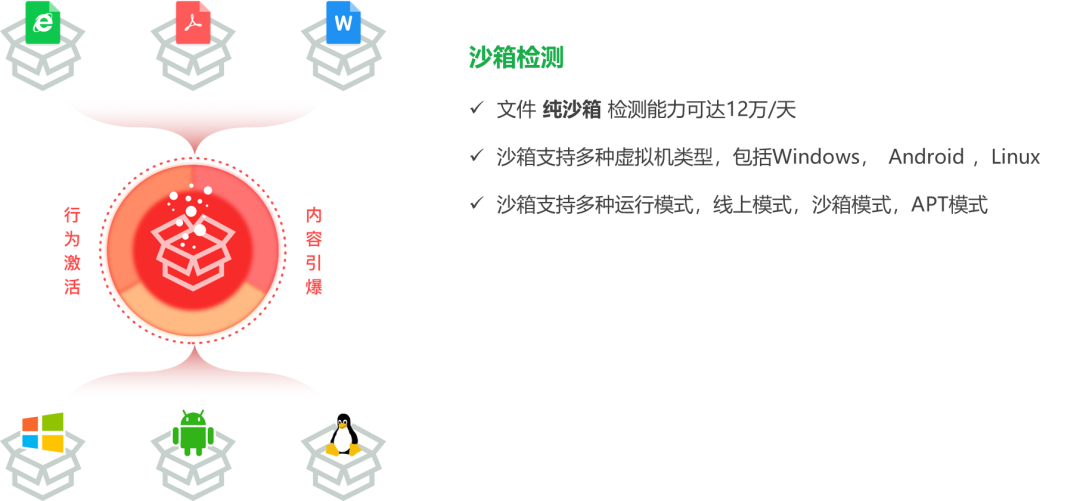 W
行为激活
内容引爆
沙箱检测
✓ 文件 纯沙箱 检测能力可达12万/天
✓ 沙箱支持多种虚拟机类型，包括Windows， Android ，Linux
✓ 沙箱支持多种运行模式，线上模式，沙箱模式，APT模式